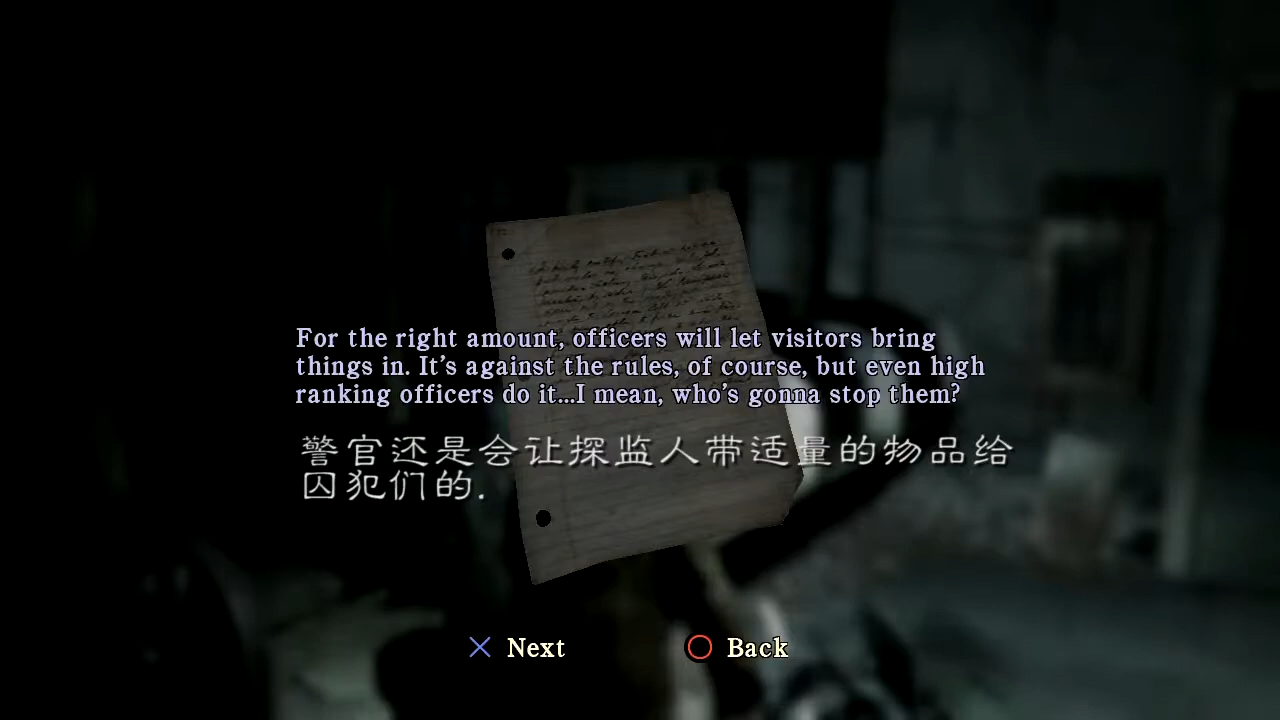 For the right amount, officers will let visitors bring
things in. It's against the rules, of course, but even high
ranking officers do it...I mean, who's gonna stop them?
警官还是会让探监人带适量的物品给
囚犯们的.
Next
Back